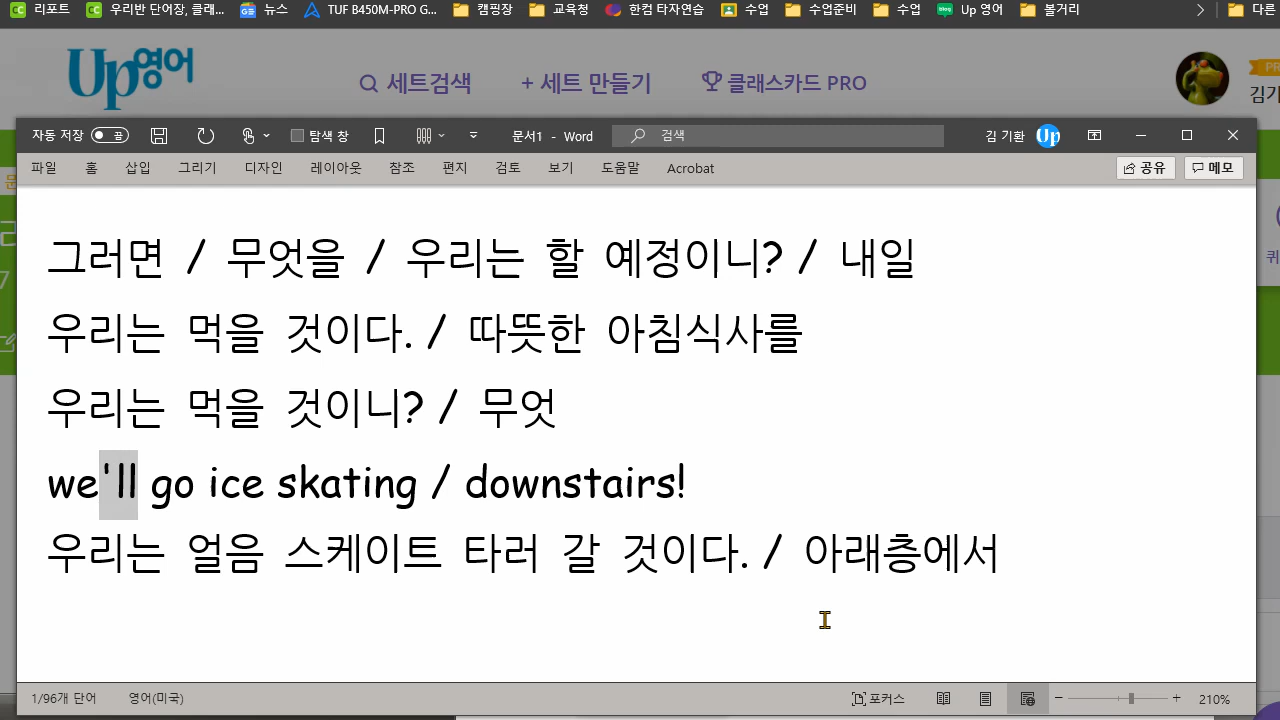 리포트 우리반 단어장, 클래... 뉴스 TUF B450M-PRO G... 캠핑장 교육청 한컴 타자연습 수업 수업준비 수업 Up 영어 볼거리 다른
Up영어 세트검색 + 세트 만들기 클래스카드 PRO
자동 저장 끔 탐색 창 문서1 - Word 검색 김 기환 Up
파일 홈 삽입 그리기 디자인 레이아웃 참조 편지 검토 보기 도움말 Acrobat 공유 메모
그러면 / 무엇을 / 우리는 할 예정이니? / 내일
우리는 먹을 것이다. / 따뜻한 아침식사를
우리는 먹을 것이니? / 무엇
we'll go ice skating / downstairs!
우리는 얼음 스케이트 타러 갈 것이다. / 아래층에서
1/96개 단어 영어(미국) 포커스 210%